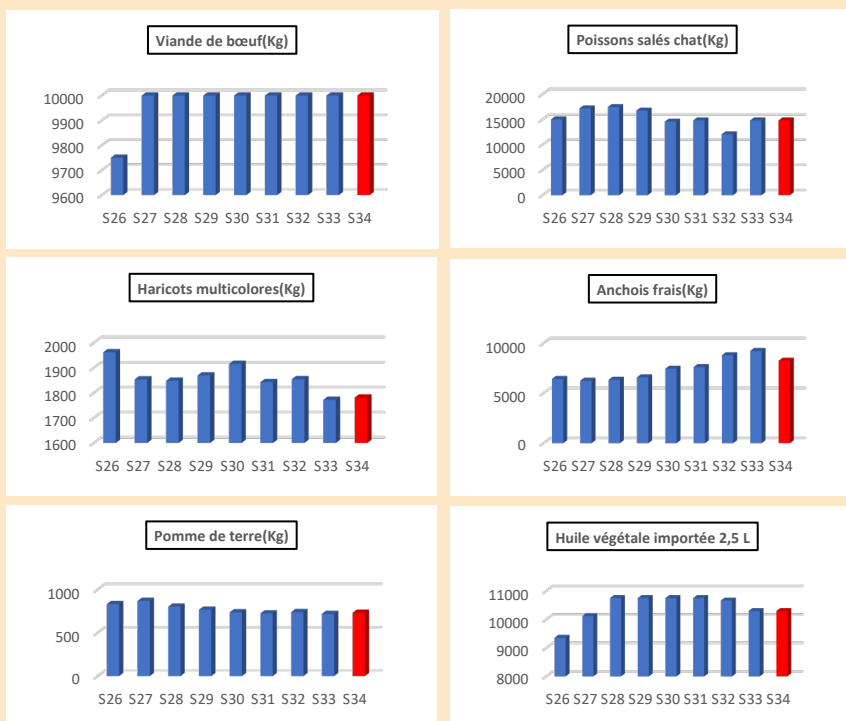 Viande de bœuf(Kg)
10000
9900
9800
9700
9600
S26 S27 S28 S29 S30 S31 S32 S33 S34
Poissons salés chat(Kg)
20000
15000
10000
5000
0
S26 S27 S28 S29 S30 S31 S32 S33 S34
Haricots multicolores(Kg)
2000
1900
1800
1700
1600
S26 S27 S28 S29 S30 S31 S32 S33 S34
Anchois frais(Kg)
10000
5000
0
S26 S27 S28 S29 S30 S31 S32 S33 S34
Pomme de terre(Kg)
1000
500
0
S26 S27 S28 S29 S30 S31 S32 S33 S34
Huile végétale importée 2,5 L
11000
10000
9000
8000
S26 S27 S28 S29 S30 S31 S32 S33 S34